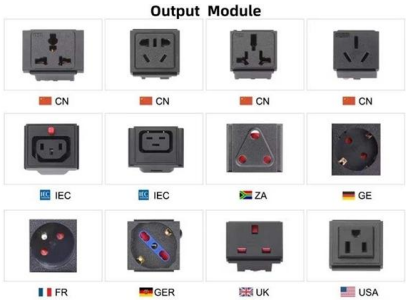 Output Module
CN CN CN CN
IEC IEC ZA GE
FR GER UK USA